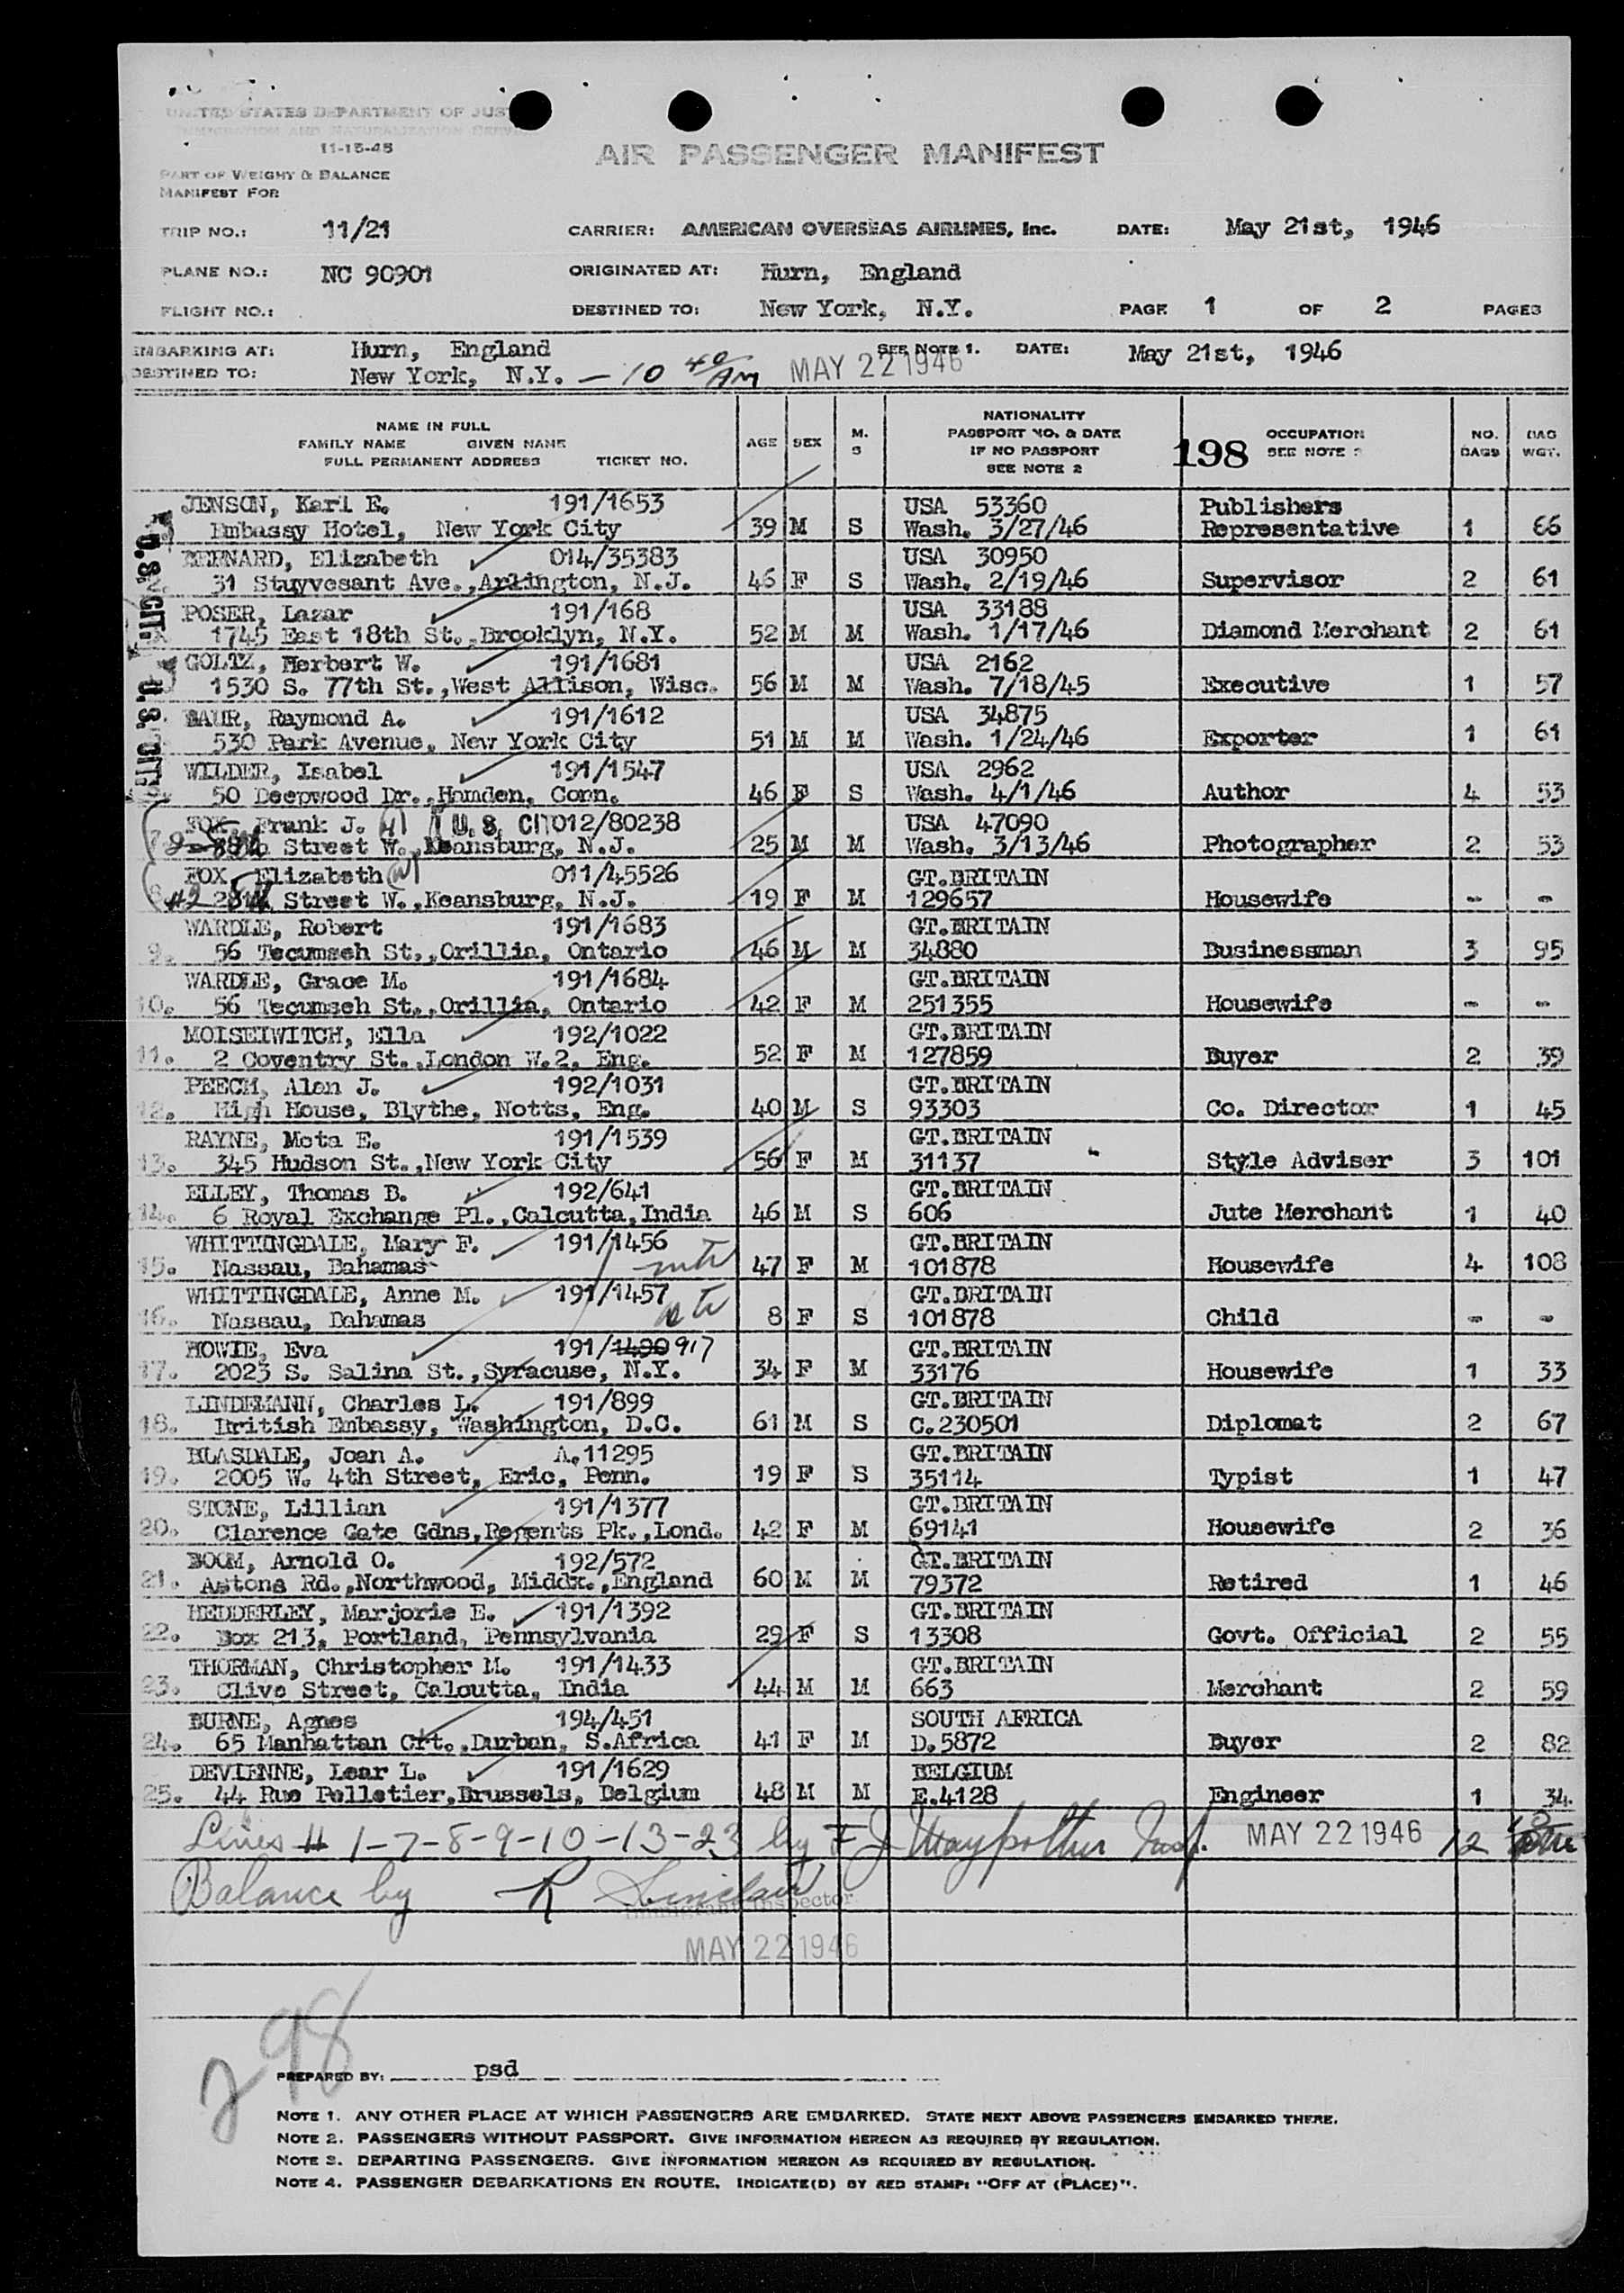 UNITED STATES DEPARTMENT OF JUS
IMMIGRATION AND NATURALIZATION SERV
11-15-45
AIR PASSENGER MANIFEST
PART OF WEIGHT & BALANCE
MANIFEST FOR
TRIP NO.: 11/21 CARRIER: AMERICAN OVERSEAS AIRLINES, Inc. DATE: May 21st, 1946
PLANE NO.: NC 90901 ORIGINATED AT: Hurn, England
FLIGHT NO.: DESTINED TO: New York, N.Y. PAGE 1 OF 2 PAGES
EMBARKING AT: Hurn, England SEE NOTE 1. DATE: May 21st, 1946
DESTINED TO: New York, N.Y. — 10 40 AM MAY 22 1946
NAME IN FULL
FAMILY NAME GIVEN NAME
FULL PERMANENT ADDRESS TICKET NO.
AGE SEX M. S
NATIONALITY
PASSPORT NO. & DATE
IF NO PASSPORT
SEE NOTE 2
198 OCCUPATION
SEE NOTE
NO. BAGS BAG WGT.
JENSON, Karl E. 191/1653 USA 53360 Publishers
Embassy Hotel, New York City 39 M S Wash. 3/27/46 Representative 1 66
U.S. CIT.
BERNARD, Elizabeth 014/35383 USA 30950
31 Stuyvesant Ave., Arlington, N.J. 46 F S Wash. 2/19/46 Supervisor 2 61
POSER, Lazar 191/168 USA 33188
1745 East 18th St., Brooklyn, N.Y. 52 M M Wash. 1/17/46 Diamond Merchant 2 61
GOLTZ, Herbert W. 191/1681 USA 2162
1530 S. 77th St., West Allison, Wisc. 56 M M Wash. 7/18/45 Executive 1 57
U.S. CIT.
BAUR, Raymond A. 191/1612 USA 34875
530 Park Avenue, New York City 51 M M Wash. 1/24/46 Exporter 1 61
WILDER, Isabel 191/1547 USA 2962
50 Deepwood Dr., Hamden, Conn. 46 F S Wash. 4/1/46 Author 4 53
FOX, Frank J. U.S. CIT 012/80238 USA 47090
Street W., Keansburg, N.J. 25 M M Wash. 3/13/46 Photographer 2 53
FOX, Elizabeth 011/45526 GT.BRITAIN
Street W., Keansburg, N.J. 19 F M 129657 Housewife - -
WARDLE, Robert 191/1683 GT.BRITAIN
9. 56 Tecumseh St., Orillia, Ontario 46 M M 34880 Businessman 3 95
WARDLE, Grace M. 191/1684 GT.BRITAIN
10. 56 Tecumseh St., Orillia, Ontario 42 F M 251355 Housewife - -
MOISEIWITCH, Ella 192/1022 GT.BRITAIN
11. 2 Coventry St., London W.2, Eng. 52 F M 127859 Buyer 2 39
PEECH, Alan J. 192/1031 GT.BRITAIN
12. High House, Blythe, Notts, Eng. 40 M S 93303 Co. Director 1 45
RAYNE, Meta E. 191/1539 GT.BRITAIN
13. 345 Hudson St., New York City 56 F M 31137 Style Adviser 3 101
ELLEY, Thomas B. 192/641 GT.BRITAIN
14. 6 Royal Exchange Pl., Calcutta, India 46 M S 606 Jute Merchant 1 40
WHITTINGDALE, Mary F. 191/1456 GT.BRITAIN
15. Nassau, Bahamas 47 F M 101878 Housewife 4 108
WHITTINGDALE, Anne M. 191/1457 GT.BRITAIN
16. Nassau, Bahamas 8 F S 101878 Child - -
HOWIE, Eva 191/1490 917 GT.BRITAIN
17. 2023 S. Salina St., Syracuse, N.Y. 34 F M 33176 Housewife 1 33
LINDEMANN, Charles L. 191/899 GT.BRITAIN
18. British Embassy, Washington, D.C. 61 M S C.230501 Diplomat 2 67
BLASDALE, Joan A. A.11295 GT.BRITAIN
19. 2005 W. 4th Street, Erie, Penn. 19 F S 35114 Typist 1 47
STONE, Lillian 191/1377 GT.BRITAIN
20. Clarence Gate Gdns, Regents Pk., Lond. 42 F M 69141 Housewife 2 36
BOOM, Arnold O. 192/572 GT.BRITAIN
21. Astons Rd., Northwood, Middx., England 60 M M 79372 Retired 1 46
HEDDERLEY, Marjorie E. 191/1392 GT.BRITAIN
22. Box 213, Portland, Pennsylvania 29 F S 13308 Govt. Official 2 55
THORMAN, Christopher M. 191/1433 GT.BRITAIN
23. Clive Street, Calcutta, India 44 M M 663 Merchant 2 59
BURNE, Agnes 194/451 SOUTH AFRICA
24. 65 Manhattan Crt., Durban, S.Africa 41 F M D.5872 Buyer 2 82
DEVIENNE, Lear L. 191/1629 BELGIUM
25. 44 Rue Pelletier, Brussels, Belgium 48 M M E.4128 Engineer 1 34
Lines # 1-7-8-9-10-13-23 by F J Insp. MAY 22 1946 12
Balance by R Sinclair
Immigrant Inspector
MAY 22 1946
298
PREPARED BY: psd
NOTE 1. ANY OTHER PLACE AT WHICH PASSENGERS ARE EMBARKED. STATE NEXT ABOVE PASSENGERS EMBARKED THERE.
NOTE 2. PASSENGERS WITHOUT PASSPORT. GIVE INFORMATION HEREON AS REQUIRED BY REGULATION.
NOTE 3. DEPARTING PASSENGERS. GIVE INFORMATION HEREON AS REQUIRED BY REGULATION.
NOTE 4. PASSENGER DEBARKATIONS EN ROUTE. INDICATE(D) BY RED STAMP: "OFF AT (PLACE)".